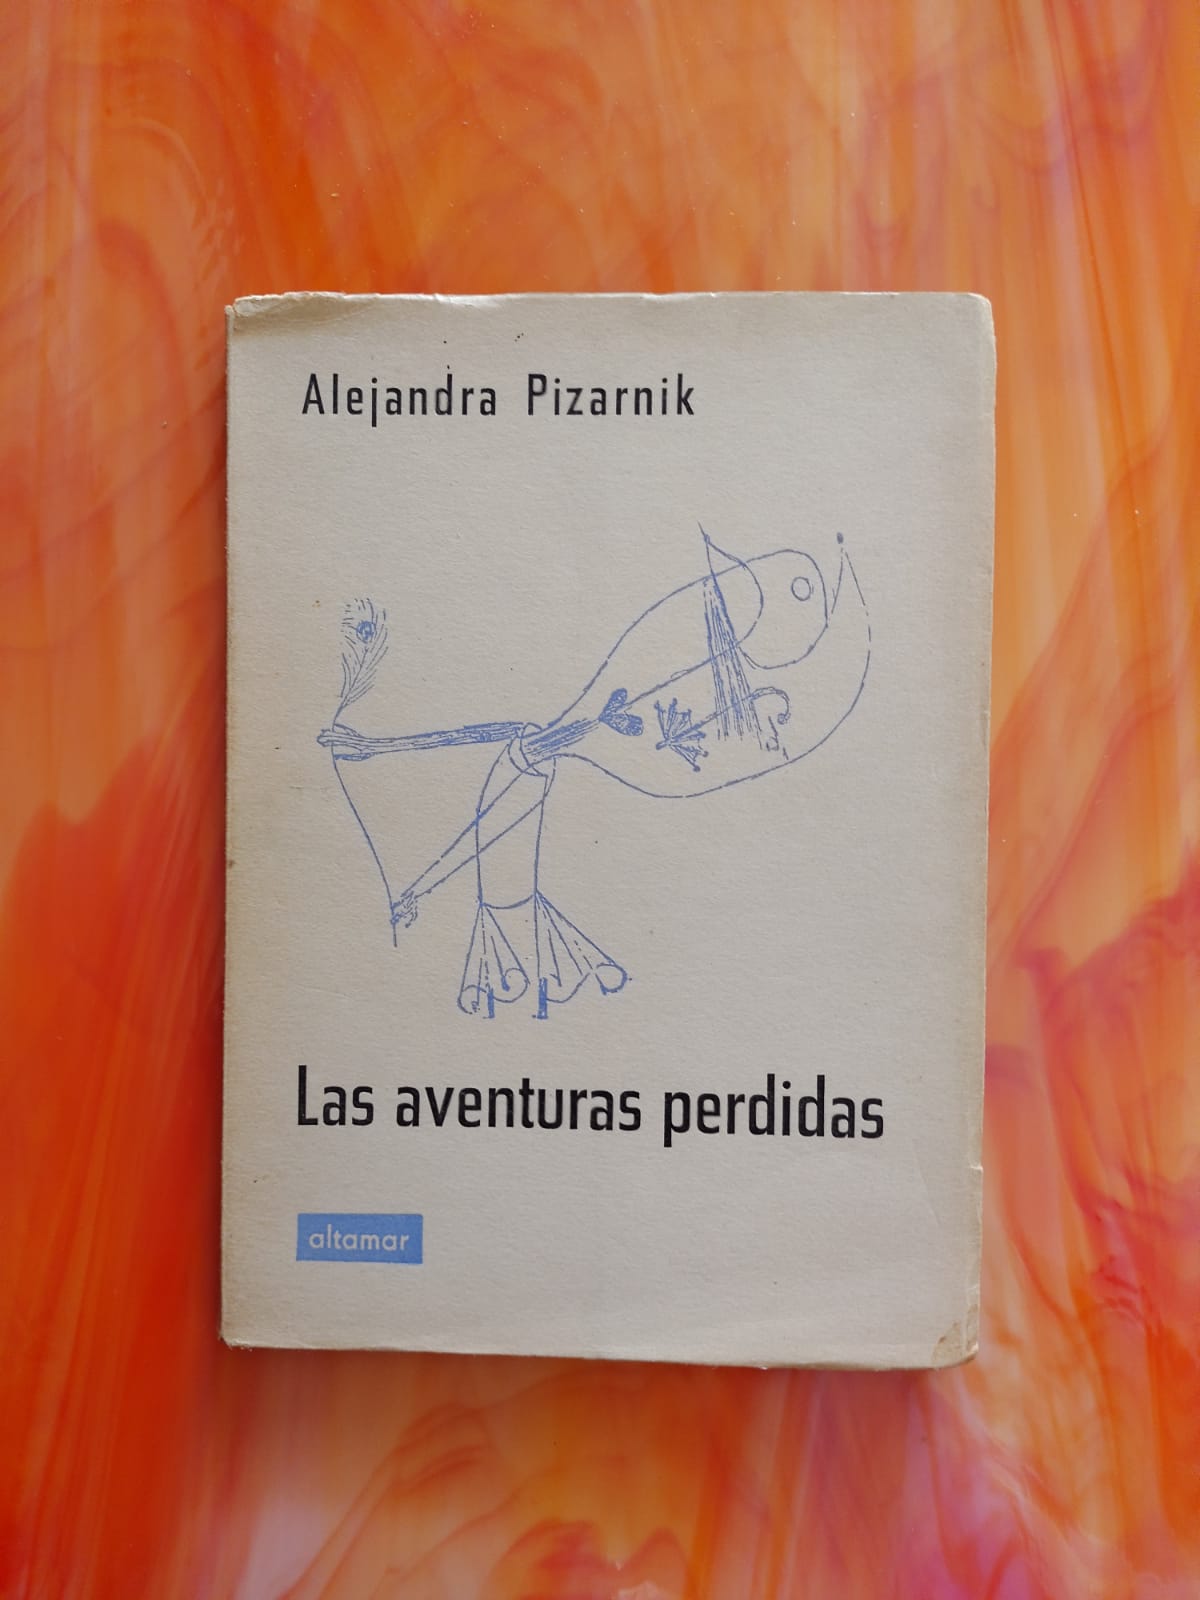 Alejandra Pizarnik
Las aventuras perdidas
altamar